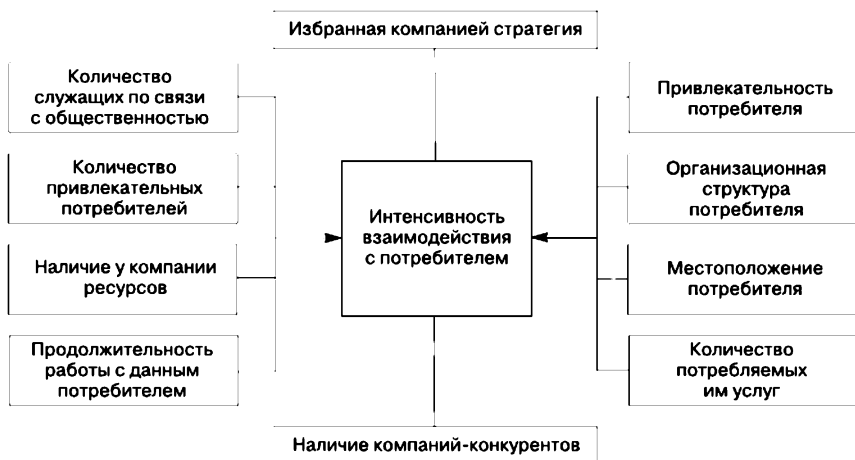 Избранная компанией стратегия
Количество
служащих по связи
с общественностью
Количество
привлекательных
потребителей
Наличие у компании
ресурсов
Продолжительность
работы с данным
потребителем
Интенсивность
взаимодействия
с потребителем
Привлекательность
потребителя
Организационная
структура
потребителя
Местоположение
потребителя
Количество
потребляемых
им услуг
Наличие компаний-конкурентов